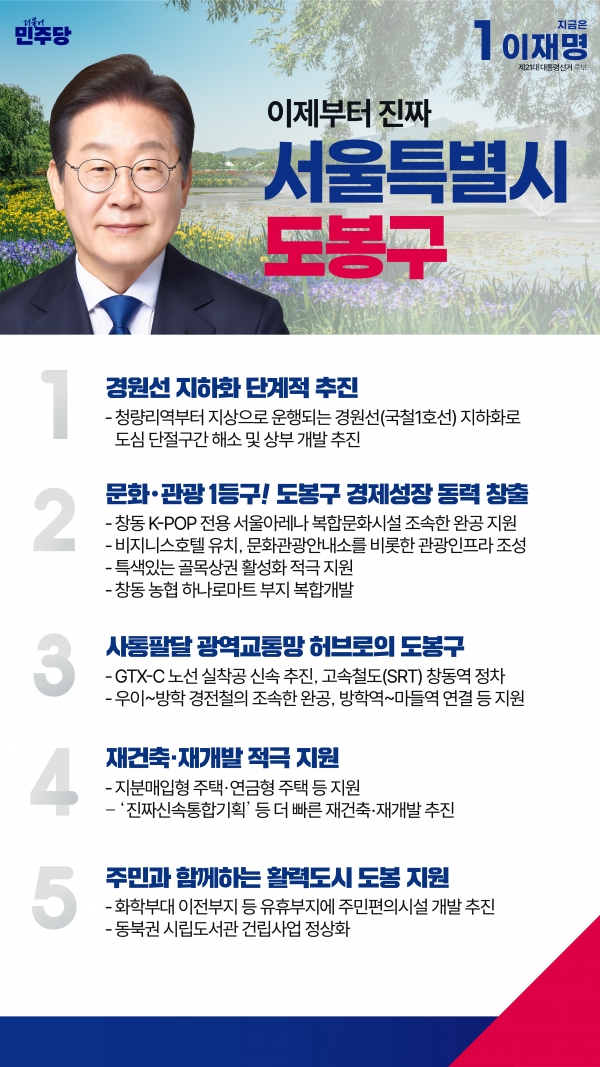 더불어
민주당
지금은
1 이재명
제21대 대통령선거 후보
이제부터 진짜
서울특별시
도봉구
1 경원선 지하화 단계적 추진
- 청량리역부터 지상으로 운행되는 경원선(국철1호선) 지하화로
도심 단절구간 해소 및 상부 개발 추진
2 문화·관광 1등구! 도봉구 경제성장 동력 창출
- 창동 K-POP 전용 서울아레나 복합문화시설 조속한 완공 지원
- 비지니스호텔 유치, 문화관광안내소를 비롯한 관광인프라 조성
- 특색있는 골목상권 활성화 적극 지원
- 창동 농협 하나로마트 부지 복합개발
3 사통팔달 광역교통망 허브로의 도봉구
- GTX-C 노선 실착공 신속 추진, 고속철도(SRT) 창동역 정차
- 우이~방학 경전철의 조속한 완공, 방학역~마들역 연결 등 지원
4 재건축·재개발 적극 지원
- 지분매입형 주택·연금형 주택 등 지원
– ‘진짜신속통합기획’ 등 더 빠른 재건축·재개발 추진
5 주민과 함께하는 활력도시 도봉 지원
- 화학부대 이전부지 등 유휴부지에 주민편의시설 개발 추진
- 동북권 시립도서관 건립사업 정상화